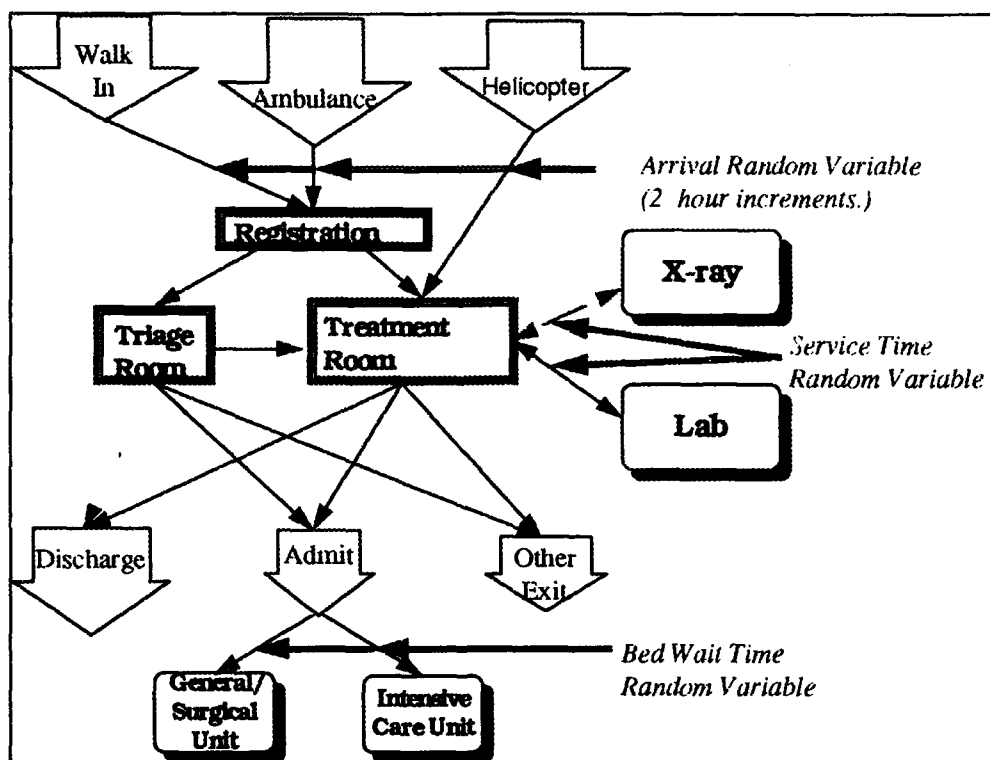 Walk
In
Ambulance
Helicopter
Arrival Random Variable
(2 hour increments.)
Registration
X-ray
Triage
Room
Treatment
Room
Service Time
Random Variable
Lab
Discharge
Admit
Other
Exit
Bed Wait Time
Random Variable
General/
Surgical
Unit
Intensive
Care Unit